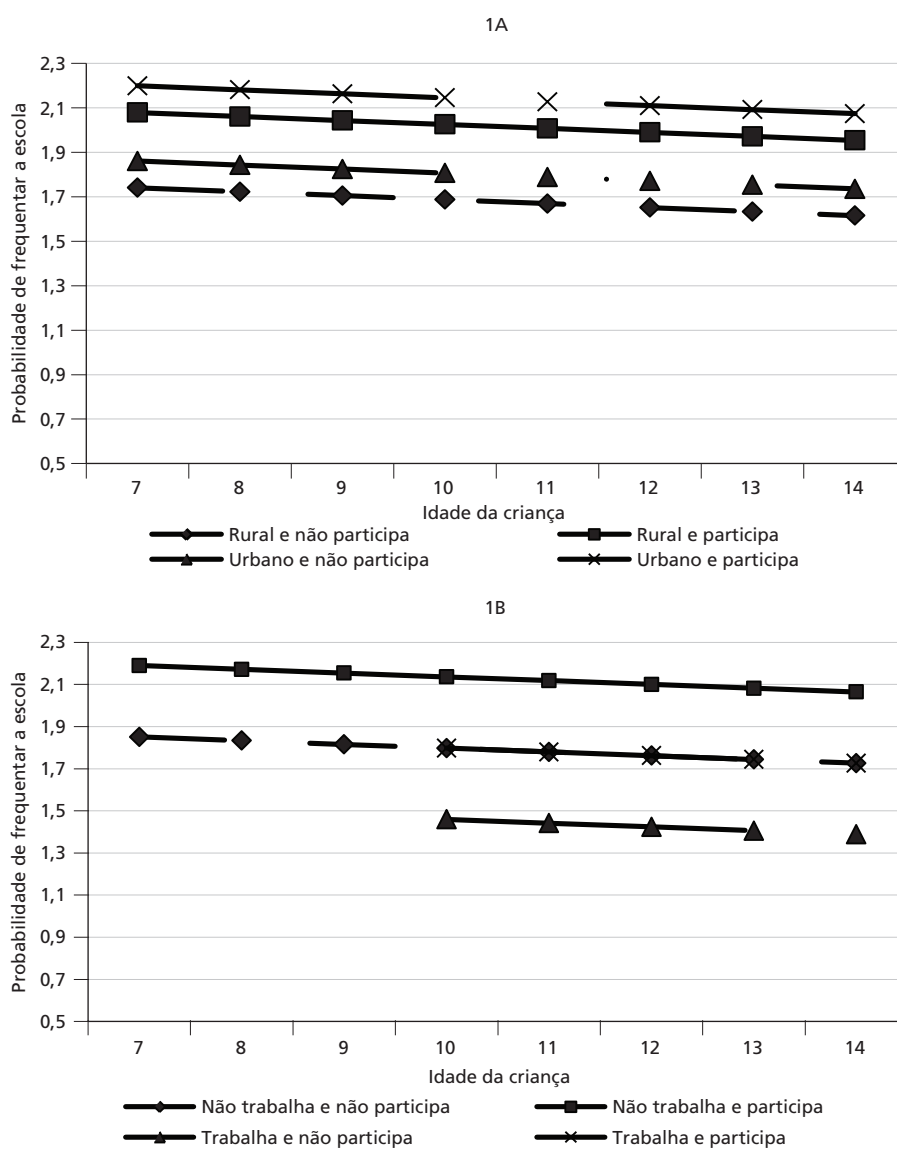 1A
Probabilidade de frequentar a escola
2,3
2,1
1,9
1,7
1,5
1,3
1,1
0,9
0,7
0,5
7 8 9 10 11 12 13 14
Idade da criança
Rural e não participa Rural e participa
Urbano e não participa Urbano e participa
1B
Probabilidade de frequentar a escola
2,3
2,1
1,9
1,7
1,5
1,3
1,1
0,9
0,7
0,5
7 8 9 10 11 12 13 14
Idade da criança
Não trabalha e não participa Não trabalha e participa
Trabalha e não participa Trabalha e participa